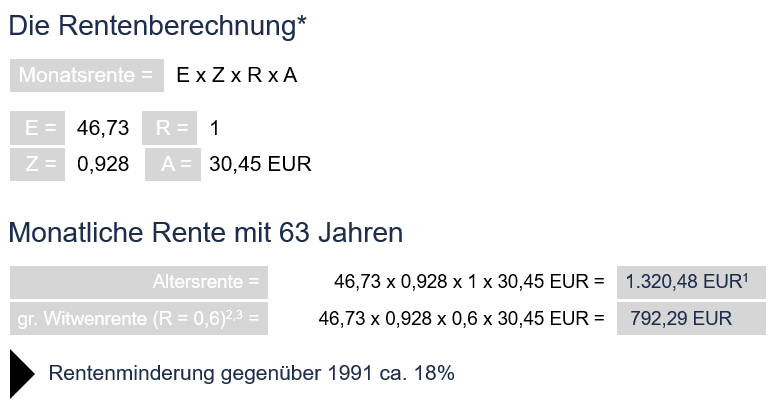 Die Rentenberechnung*
Monatsrente = E x Z x R x A
E = 46,73 R = 1
Z = 0,928 A = 30,45 EUR
Monatliche Rente mit 63 Jahren
Altersrente = 46,73 x 0,928 x 1 x 30,45 EUR = 1.320,48 EUR¹
gr. Witwenrente (R = 0,6)²,³ = 46,73 x 0,928 x 0,6 x 30,45 EUR = 792,29 EUR
Rentenminderung gegenüber 1991 ca. 18%